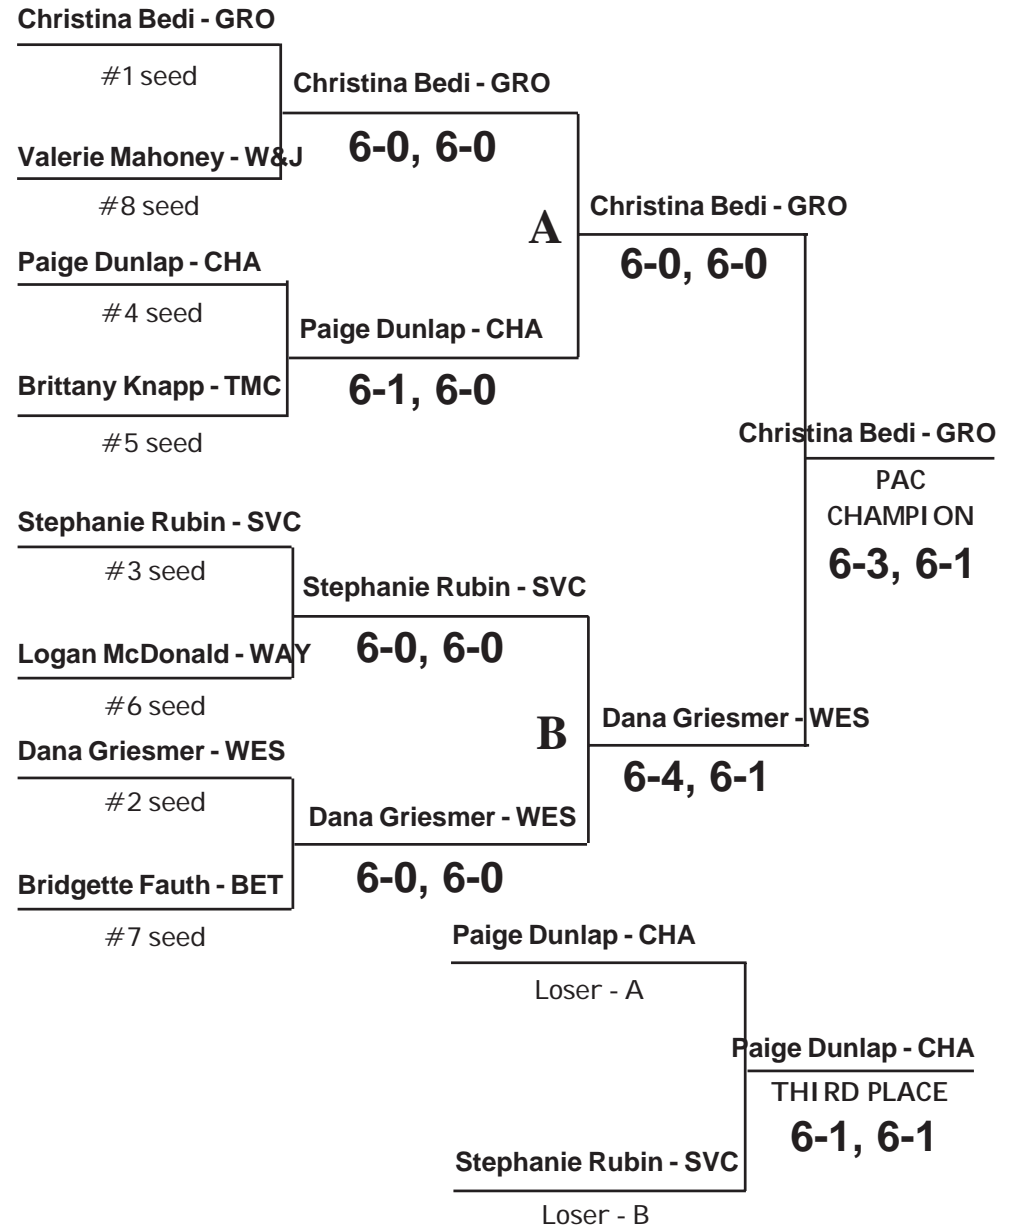 Christina Bedi - GRO
#1 seed
Christina Bedi - GRO
6-0, 6-0
Valerie Mahoney - W&J
#8 seed
Christina Bedi - GRO
A
6-0, 6-0
Paige Dunlap - CHA
#4 seed
Paige Dunlap - CHA
6-1, 6-0
Brittany Knapp - TMC
#5 seed
Christina Bedi - GRO
PAC
CHAMPION
6-3, 6-1
Stephanie Rubin - SVC
#3 seed
Stephanie Rubin - SVC
6-0, 6-0
Logan McDonald - WAY
#6 seed
Dana Griesmer - WES
B
6-4, 6-1
Dana Griesmer - WES
#2 seed
Dana Griesmer - WES
6-0, 6-0
Bridgette Fauth - BET
#7 seed
Paige Dunlap - CHA
Loser - A
Paige Dunlap - CHA
THIRD PLACE
6-1, 6-1
Stephanie Rubin - SVC
Loser - B